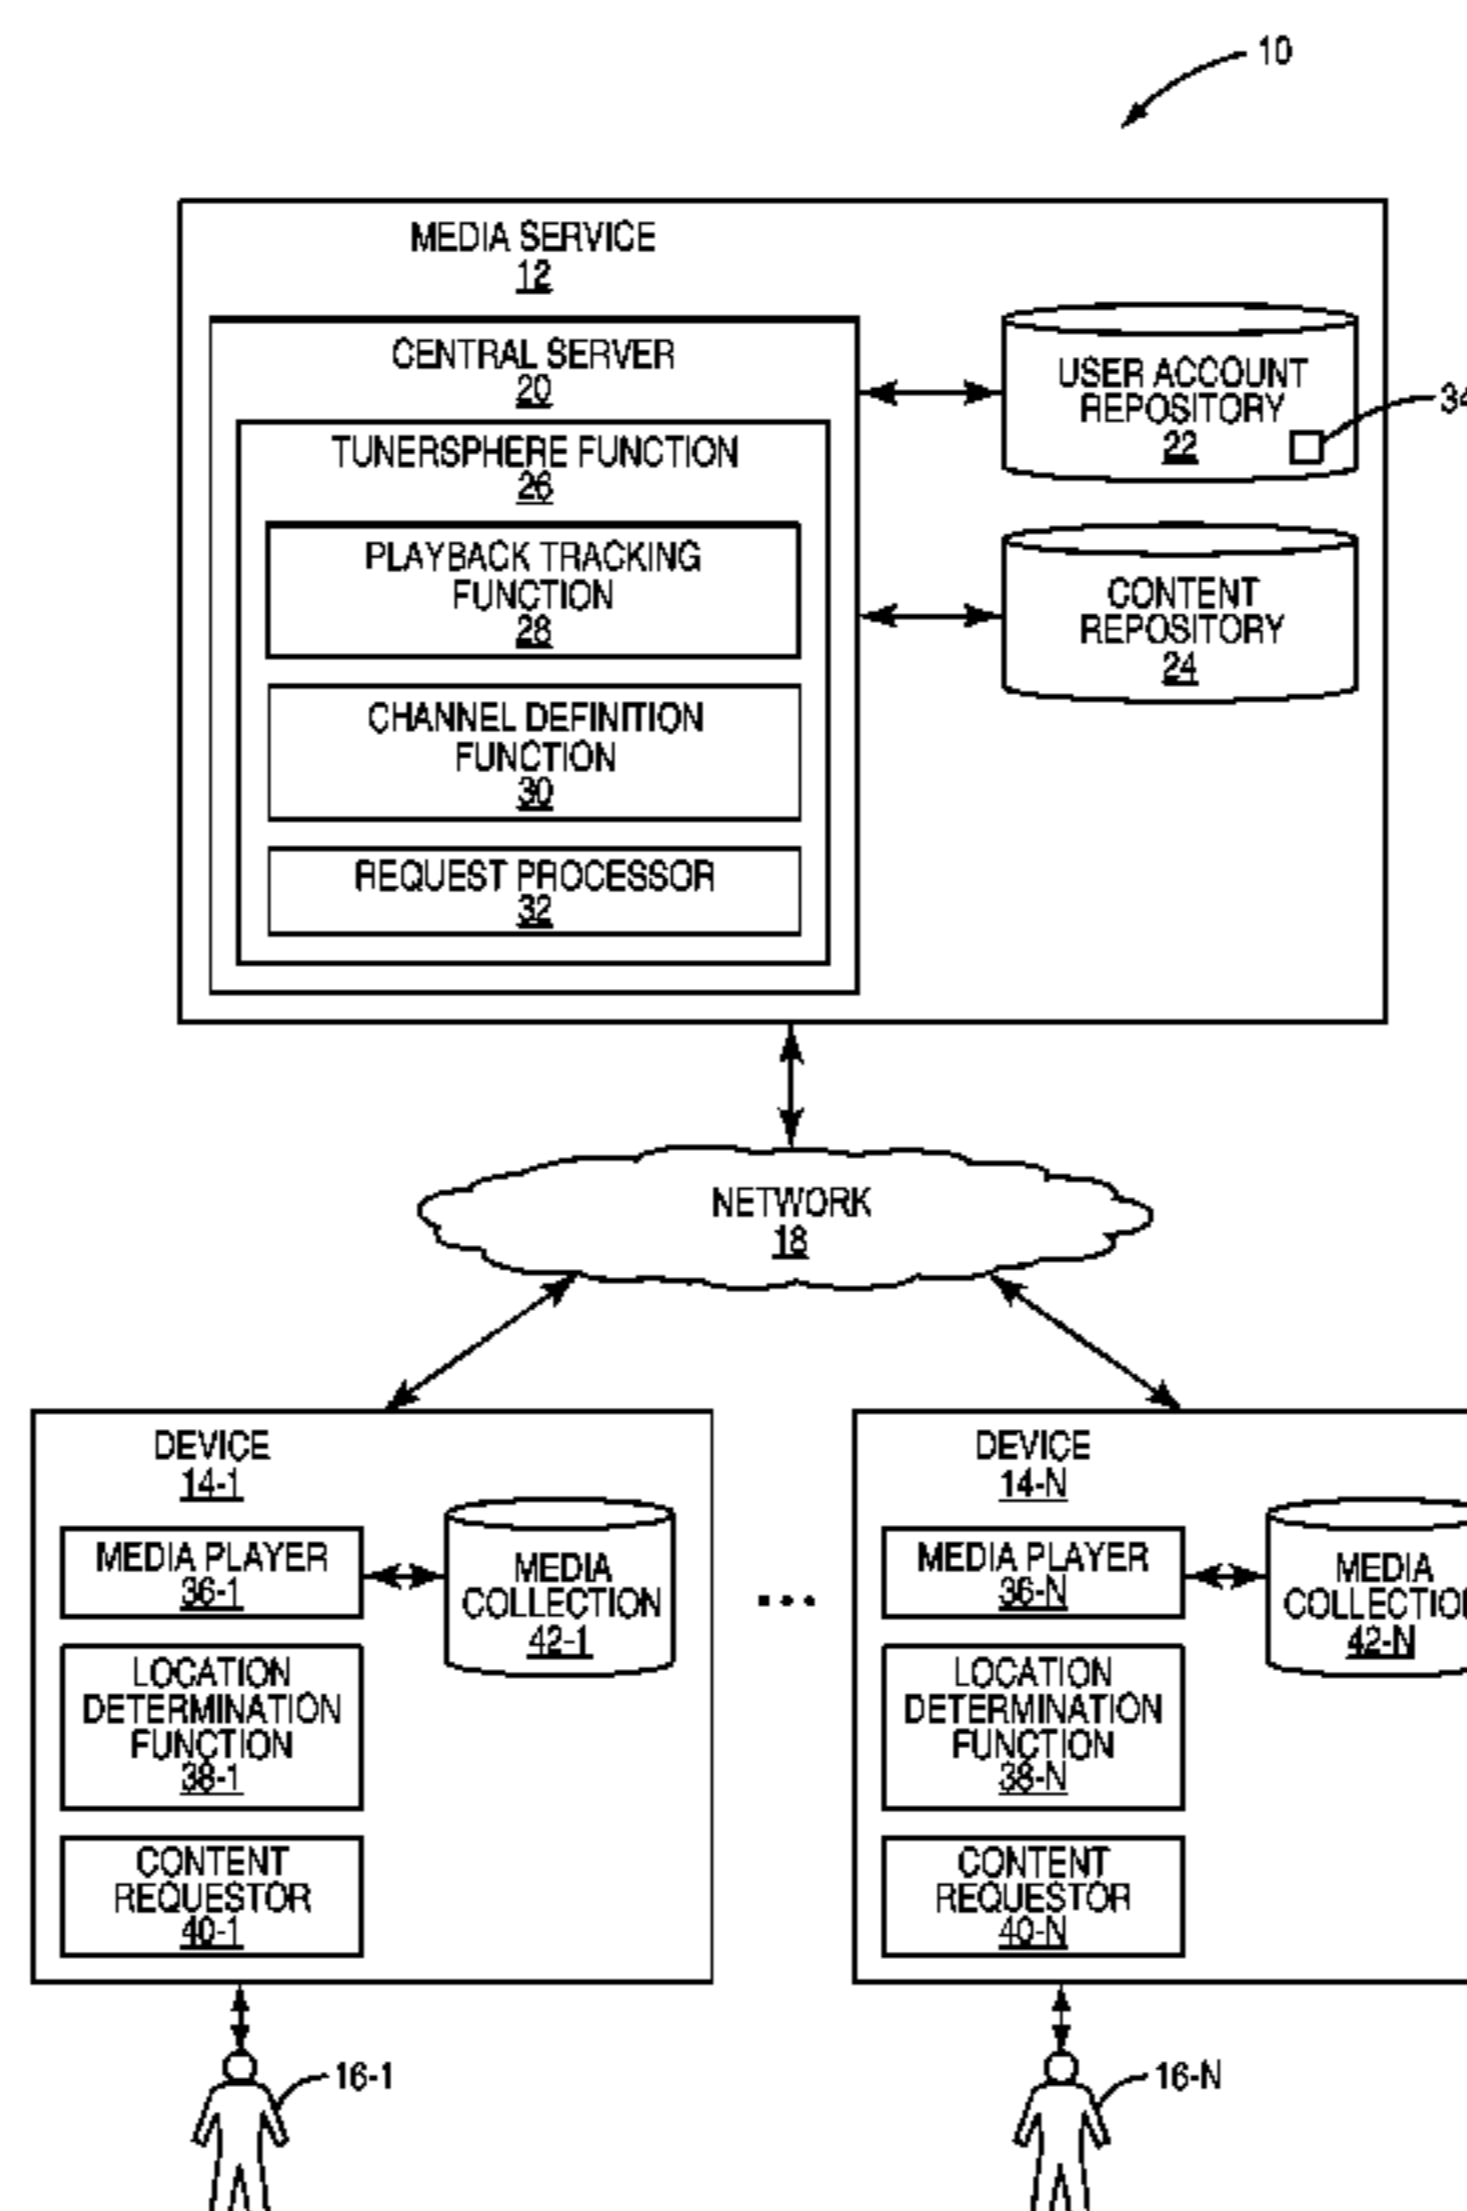 10
MEDIA SERVICE
12
CENTRAL SERVER
20
TUNERSPHERE FUNCTION
26
PLAYBACK TRACKING
FUNCTION
28
CHANNEL DEFINITION
FUNCTION
30
REQUEST PROCESSOR
32
USER ACCOUNT
REPOSITORY
22
34
CONTENT
REPOSITORY
24
NETWORK
18
DEVICE
14-1
MEDIA PLAYER
36-1
MEDIA
COLLECTION
42-1
LOCATION
DETERMINATION
FUNCTION
38-1
CONTENT
REQUESTOR
40-1
16-1
...
DEVICE
14-N
MEDIA PLAYER
36-N
MEDIA
COLLECTION
42-N
LOCATION
DETERMINATION
FUNCTION
38-N
CONTENT
REQUESTOR
40-N
16-N